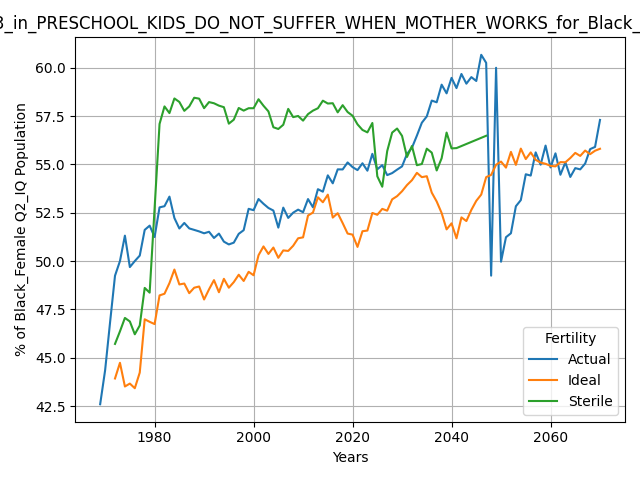 3_in_PRESCHOOL_KIDS_DO_NOT_SUFFER_WHEN_MOTHER_WORKS_for_Black_
% of Black_Female Q2_IQ Population
60.0
57.5
55.0
52.5
50.0
47.5
45.0
42.5
1980
2000
2020
2040
2060
Years
Fertility
Actual
Ideal
Sterile